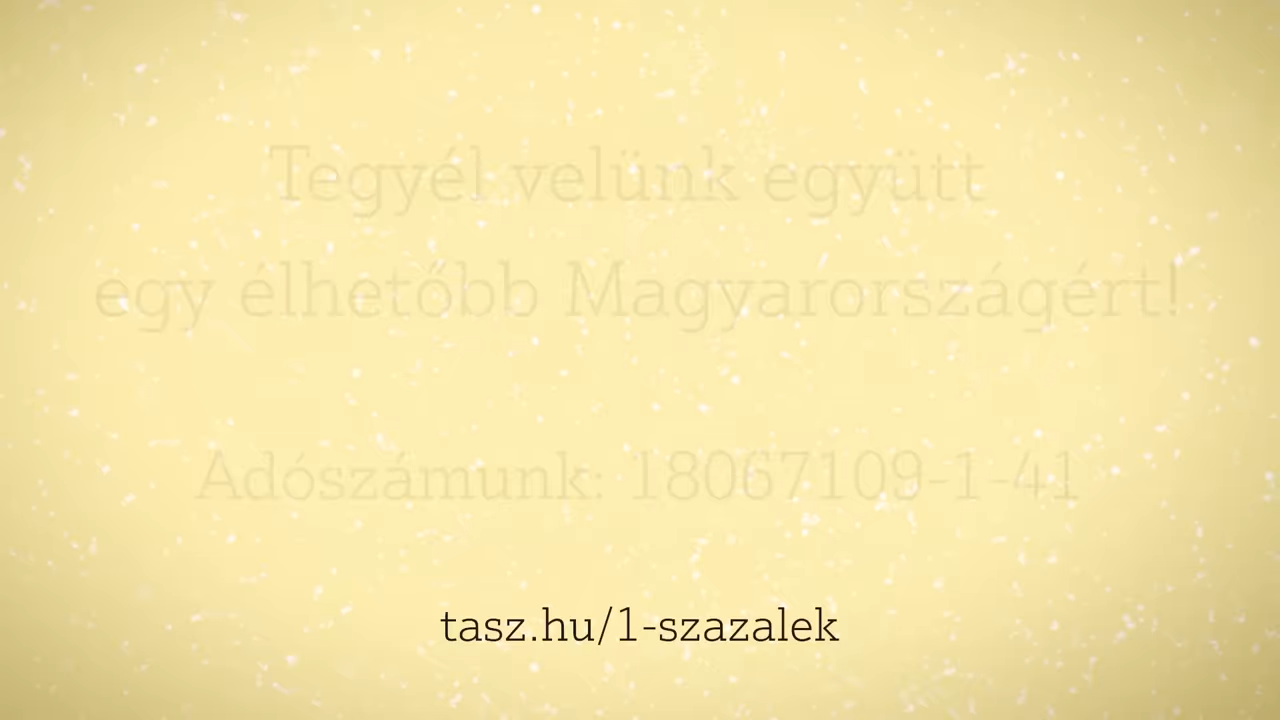 Tegyél velünk együtt
egy élhetőbb Magyarországért!
Adószámunk: 18067109-1-41
tasz.hu/1-szazalek